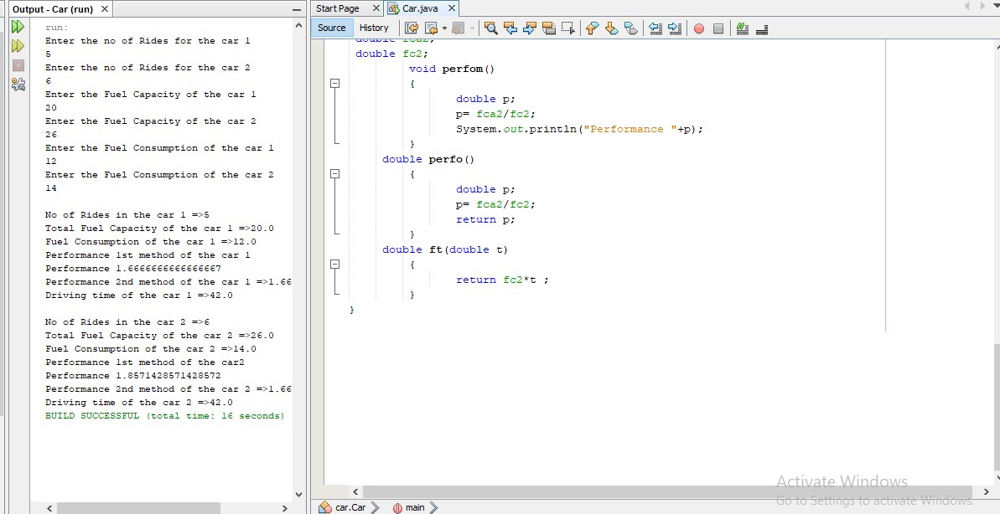 Output - Car (run) ×
run:
Enter the no of Rides for the car 1
5
Enter the no of Rides for the car 2
6
Enter the Fuel Capacity of the car 1
20
Enter the Fuel Capacity of the car 2
26
Enter the Fuel Consumption of the car 1
12
Enter the Fuel Consumption of the car 2
14
No of Rides in the car 1 =>5
Total Fuel Capacity of the car 1 =>20.0
Fuel Consumption of the car 1 =>12.0
Performance 1st method of the car 1
Performance 1.6666666666666667
Performance 2nd method of the car 1 =>1.66
Driving time of the car 1 =>42.0
No of Rides in the car 2 =>6
Total Fuel Capacity of the car 2 =>26.0
Fuel Consumption of the car 2 =>14.0
Performance 1st method of the car2
Performance 1.8571428571428572
Performance 2nd method of the car 2 =>1.66
Driving time of the car 2 =>42.0
BUILD SUCCESSFUL (total time: 16 seconds)
Start Page × Car.java ×
Source History
double fca2;
double fc2;
void perfom()
{
double p;
p= fca2/fc2;
System.out.println("Performance "+p);
}
double perfo()
{
double p;
p= fca2/fc2;
return p;
}
double ft(double t)
{
return fc2*t ;
}
}
Activate Windows
Go to Settings to activate Windows.
car.Car main